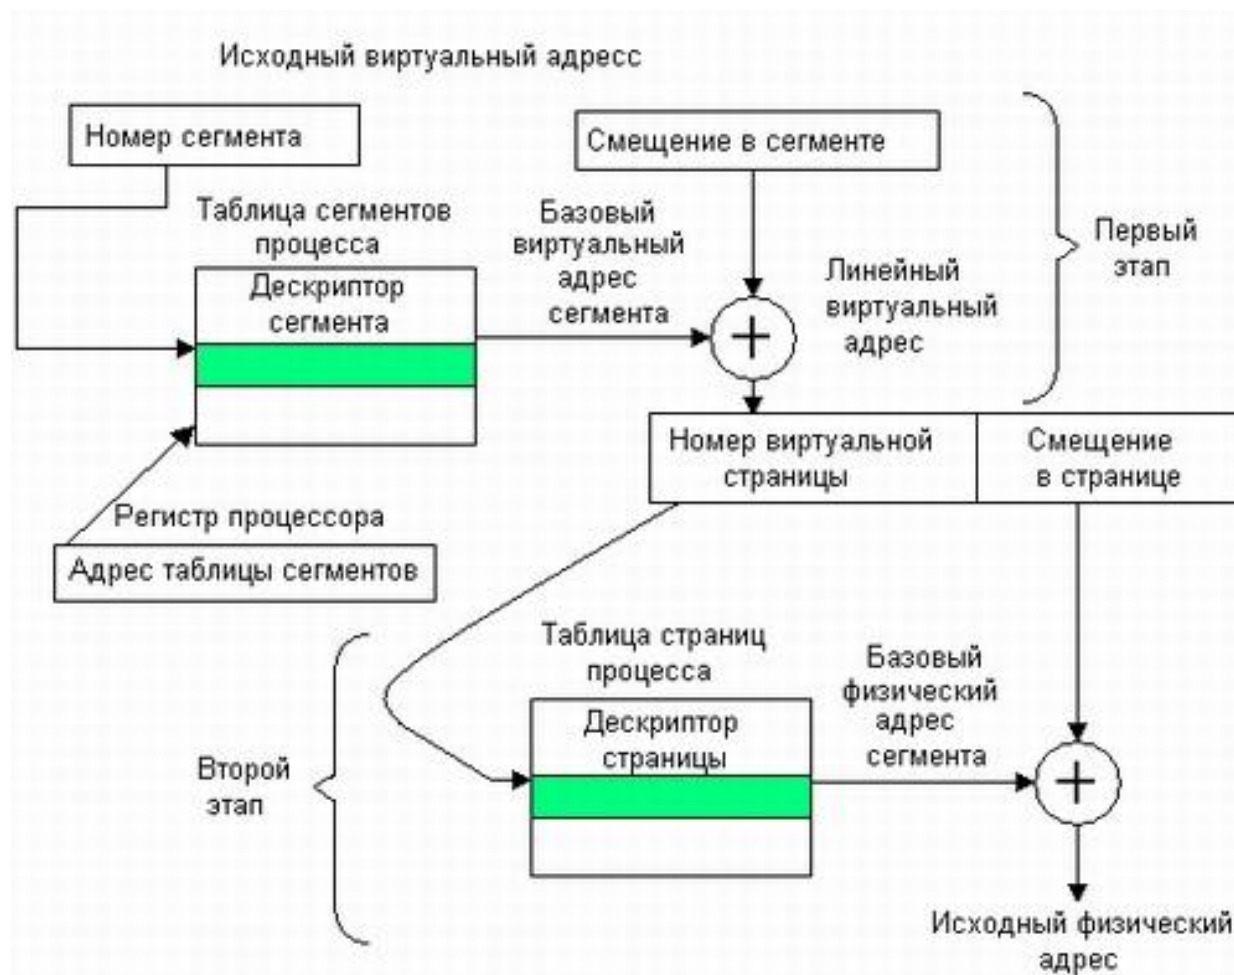 Исходный виртуальный адресс
Номер сегмента
Смещение в сегменте
Таблица сегментов
процесса
Базовый
виртуальный
адрес
сегмента
Первый
этап
Дескриптор
сегмента
Линейный
виртуальный
адрес
Номер виртуальной
страницы
Смещение
в странице
Регистр процессора
Адрес таблицы сегментов
Таблица страниц
процесса
Базовый
физический
адрес
сегмента
Дескриптор
страницы
Второй
этап
Исходный физический
адрес